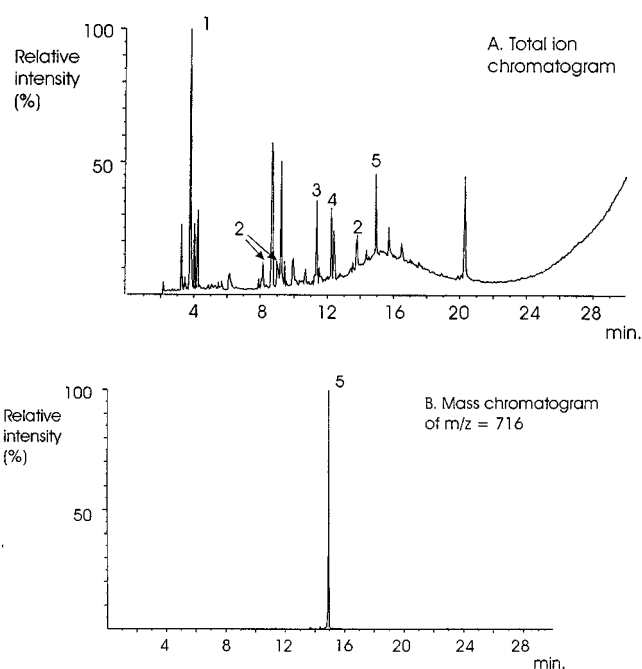 100
1
Relative
intensity
(%)
A. Total ion
chromatogram
50
5
3
4
2
2
4 8 12 16 20 24 28
min.
100
5
Relative
intensity
(%)
B. Mass chromatogram
of m/z = 716
50
4 8 12 16 20 24 28
min.